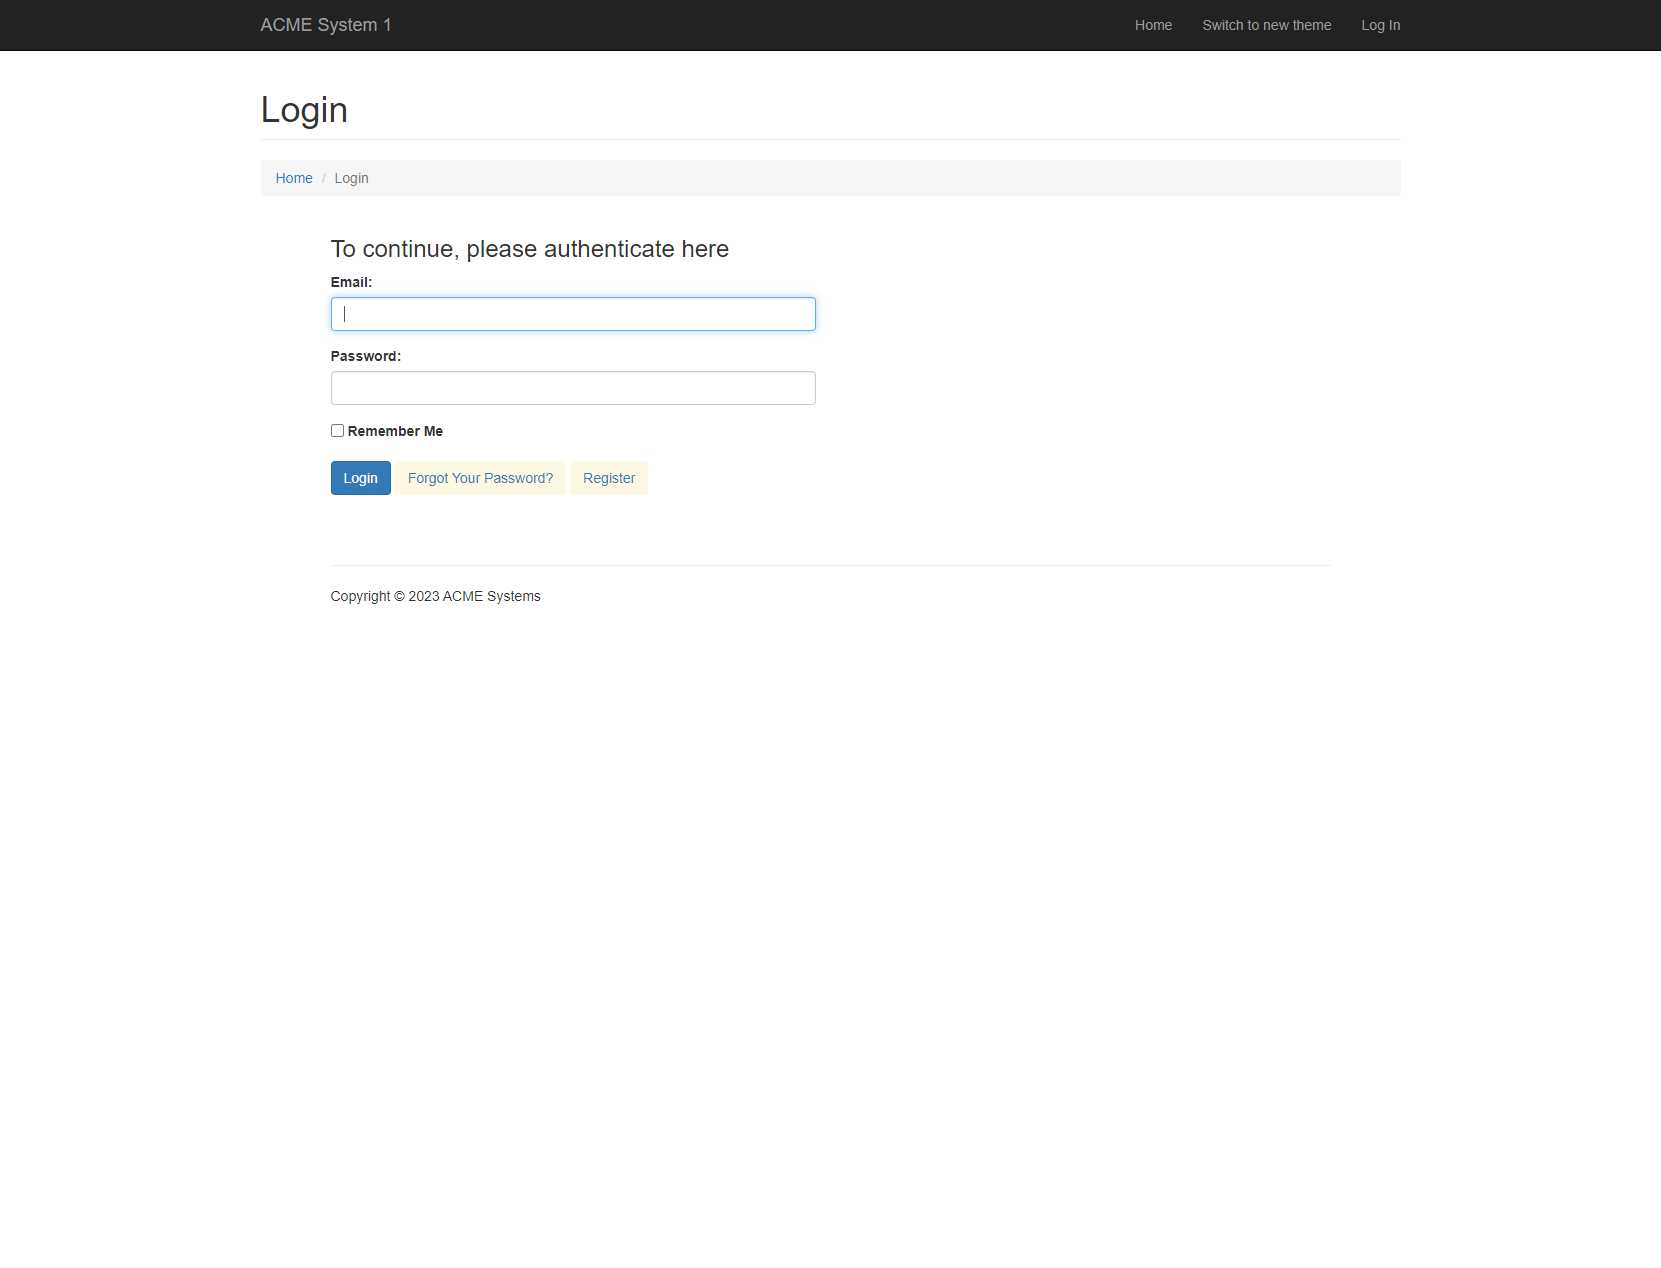 ACME System 1
Home Switch to new theme Log In
Login
Home / Login
To continue, please authenticate here
Email:
Password:
Remember Me
Login Forgot Your Password? Register
Copyright © 2023 ACME Systems